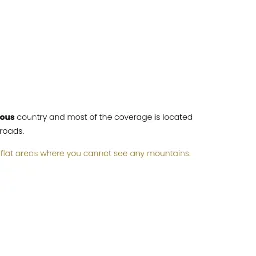 ous country and most of the coverage is located
roads.
flat areas where you cannot see any mountains.